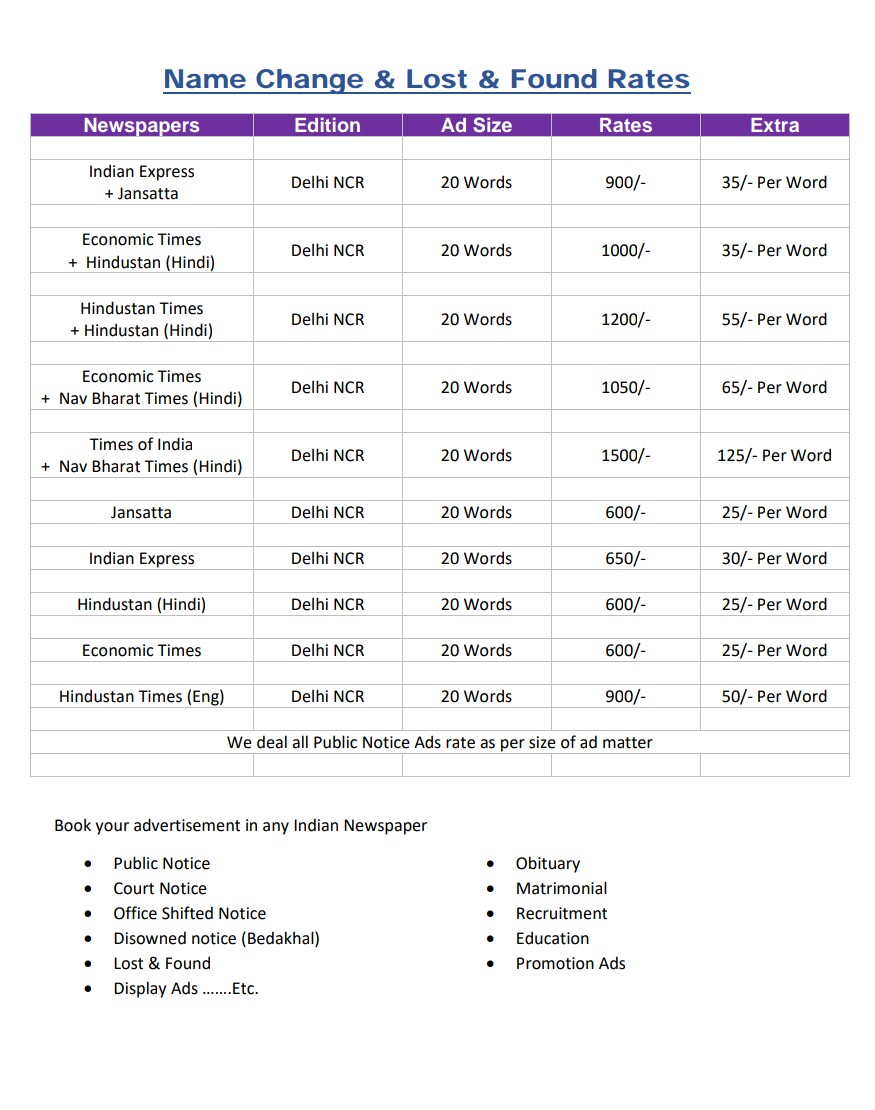 Name Change & Lost & Found Rates
Newspapers Edition Ad Size Rates Extra
Indian Express
+ Jansatta Delhi NCR 20 Words 900/- 35/- Per Word
Economic Times
+ Hindustan (Hindi) Delhi NCR 20 Words 1000/- 35/- Per Word
Hindustan Times
+ Hindustan (Hindi) Delhi NCR 20 Words 1200/- 55/- Per Word
Economic Times
+ Nav Bharat Times (Hindi) Delhi NCR 20 Words 1050/- 65/- Per Word
Times of India
+ Nav Bharat Times (Hindi) Delhi NCR 20 Words 1500/- 125/- Per Word
Jansatta Delhi NCR 20 Words 600/- 25/- Per Word
Indian Express Delhi NCR 20 Words 650/- 30/- Per Word
Hindustan (Hindi) Delhi NCR 20 Words 600/- 25/- Per Word
Economic Times Delhi NCR 20 Words 600/- 25/- Per Word
Hindustan Times (Eng) Delhi NCR 20 Words 900/- 50/- Per Word
We deal all Public Notice Ads rate as per size of ad matter
Book your advertisement in any Indian Newspaper
• Public Notice
• Court Notice
• Office Shifted Notice
• Disowned notice (Bedakhal)
• Lost & Found
• Display Ads .......Etc.
• Obituary
• Matrimonial
• Recruitment
• Education
• Promotion Ads